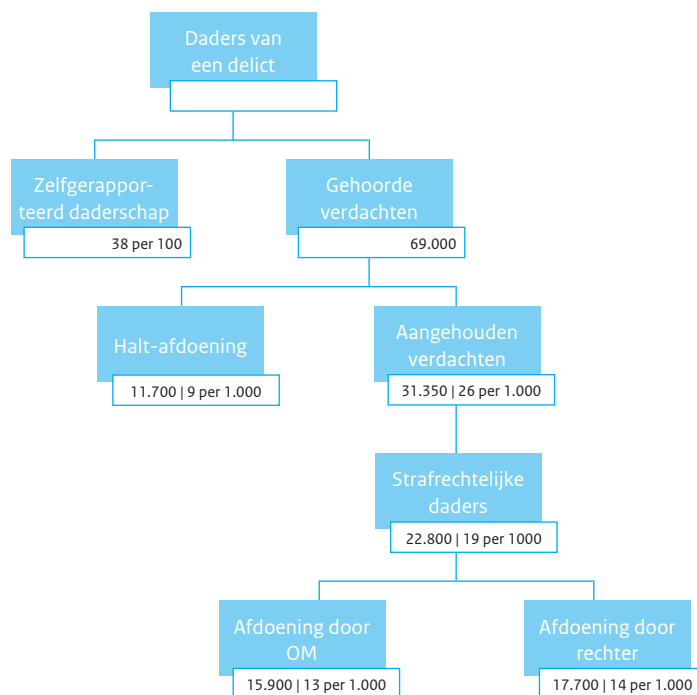 Daders van
een delict
Zelfgerappor-
teerd daderschap
38 per 100
Gehoorde
verdachten
69.000
Halt-afdoening
11.700 | 9 per 1.000
Aangehouden
verdachten
31.350 | 26 per 1.000
Strafrechtelijke
daders
22.800 | 19 per 1000
Afdoening door
OM
15.900 | 13 per 1.000
Afdoening door
rechter
17.700 | 14 per 1.000